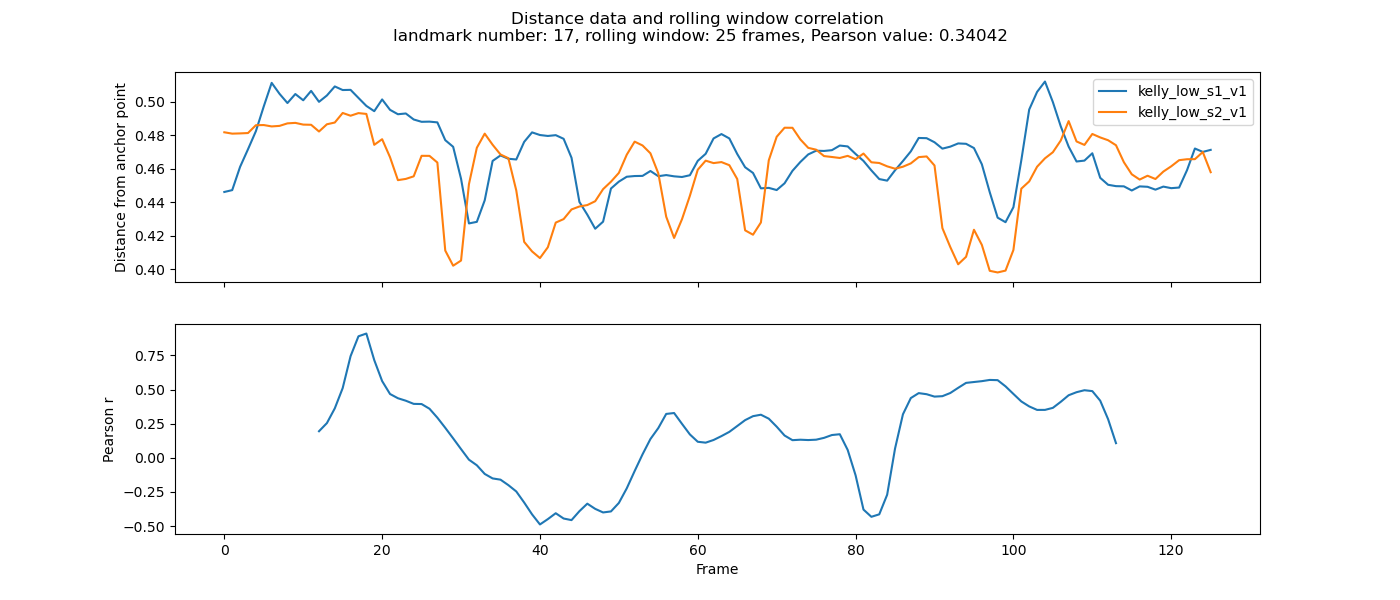 Distance data and rolling window correlation
landmark number: 17, rolling window: 25 frames, Pearson value: 0.34042
Distance from anchor point
0.50
0.48
0.46
0.44
0.42
0.40
kelly_low_s1_v1
kelly_low_s2_v1
Pearson r
0.75
0.50
0.25
0.00
−0.25
−0.50
0 20 40 60 80 100 120
Frame